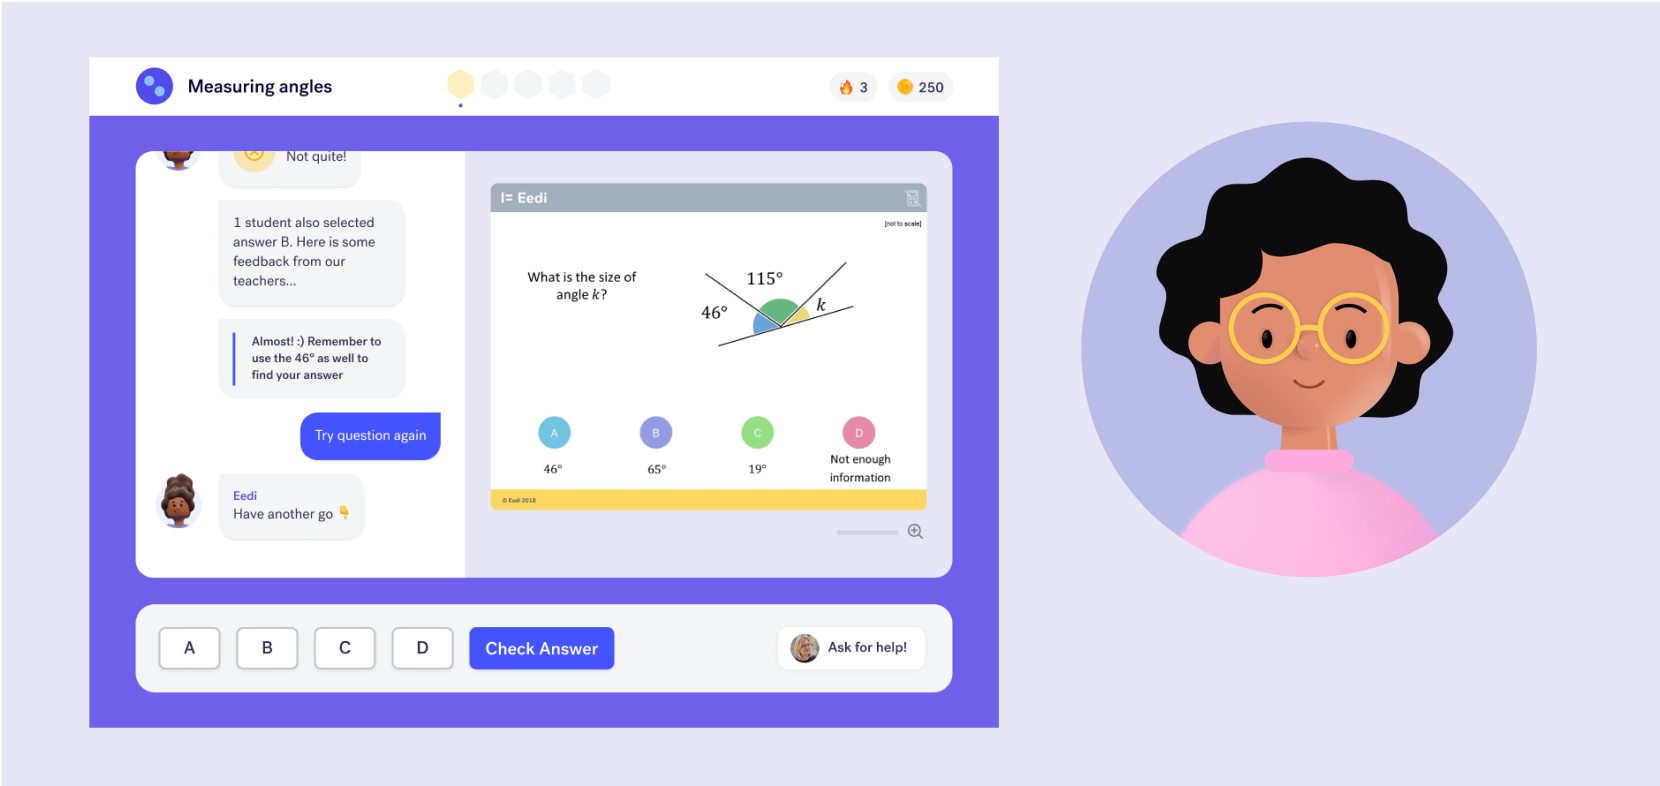 Measuring angles
3
250
Not quite!
1 student also selected
answer B. Here is some
feedback from our
teachers...
Almost! :) Remember to
use the 46° as well to
find your answer
Try question again
Eedi
Have another go 👇
Eedi
[not to scale]
What is the size of
angle k?
115°
46°
k
A
B
C
D
46°
65°
19°
Not enough
information
© Eedi 2018
A
B
C
D
Check Answer
Ask for help!